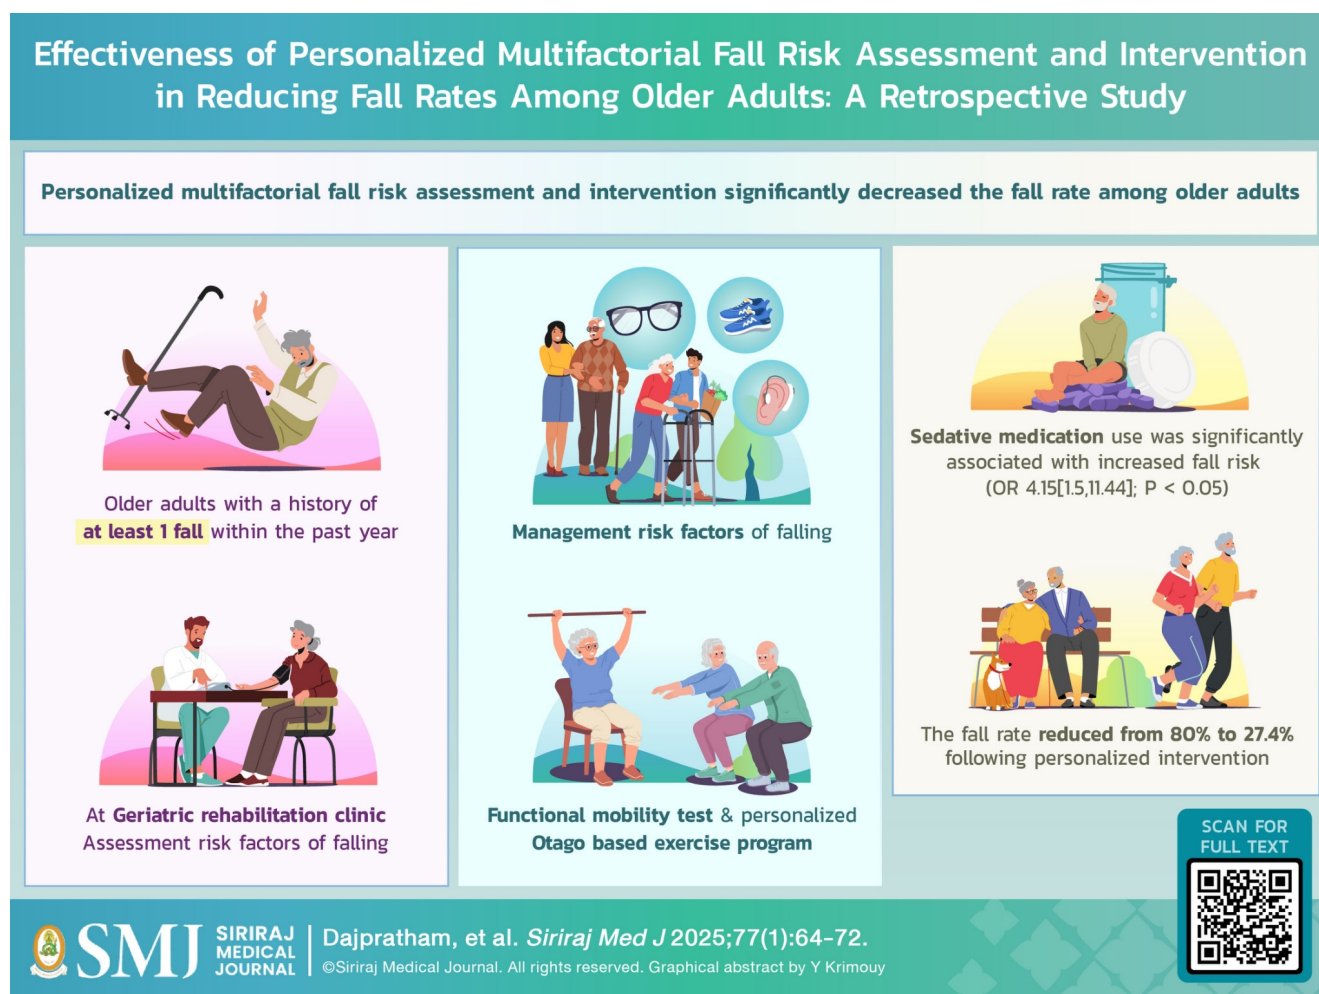 Effectiveness of Personalized Multifactorial Fall Risk Assessment and Intervention
in Reducing Fall Rates Among Older Adults: A Retrospective Study
Personalized multifactorial fall risk assessment and intervention significantly decreased the fall rate among older adults
Older adults with a history of
at least 1 fall within the past year
At Geriatric rehabilitation clinic
Assessment risk factors of falling
Management risk factors of falling
Functional mobility test & personalized
Otago based exercise program
Sedative medication use was significantly
associated with increased fall risk
(OR 4.15[1.5,11.44]; P < 0.05)
The fall rate reduced from 80% to 27.4%
following personalized intervention
SCAN FOR
FULL TEXT
SMJ
SIRIRAJ
MEDICAL
JOURNAL
Dajpratham, et al. Siriraj Med J 2025;77(1):64-72.
©Siriraj Medical Journal. All rights reserved. Graphical abstract by Y Krimouy